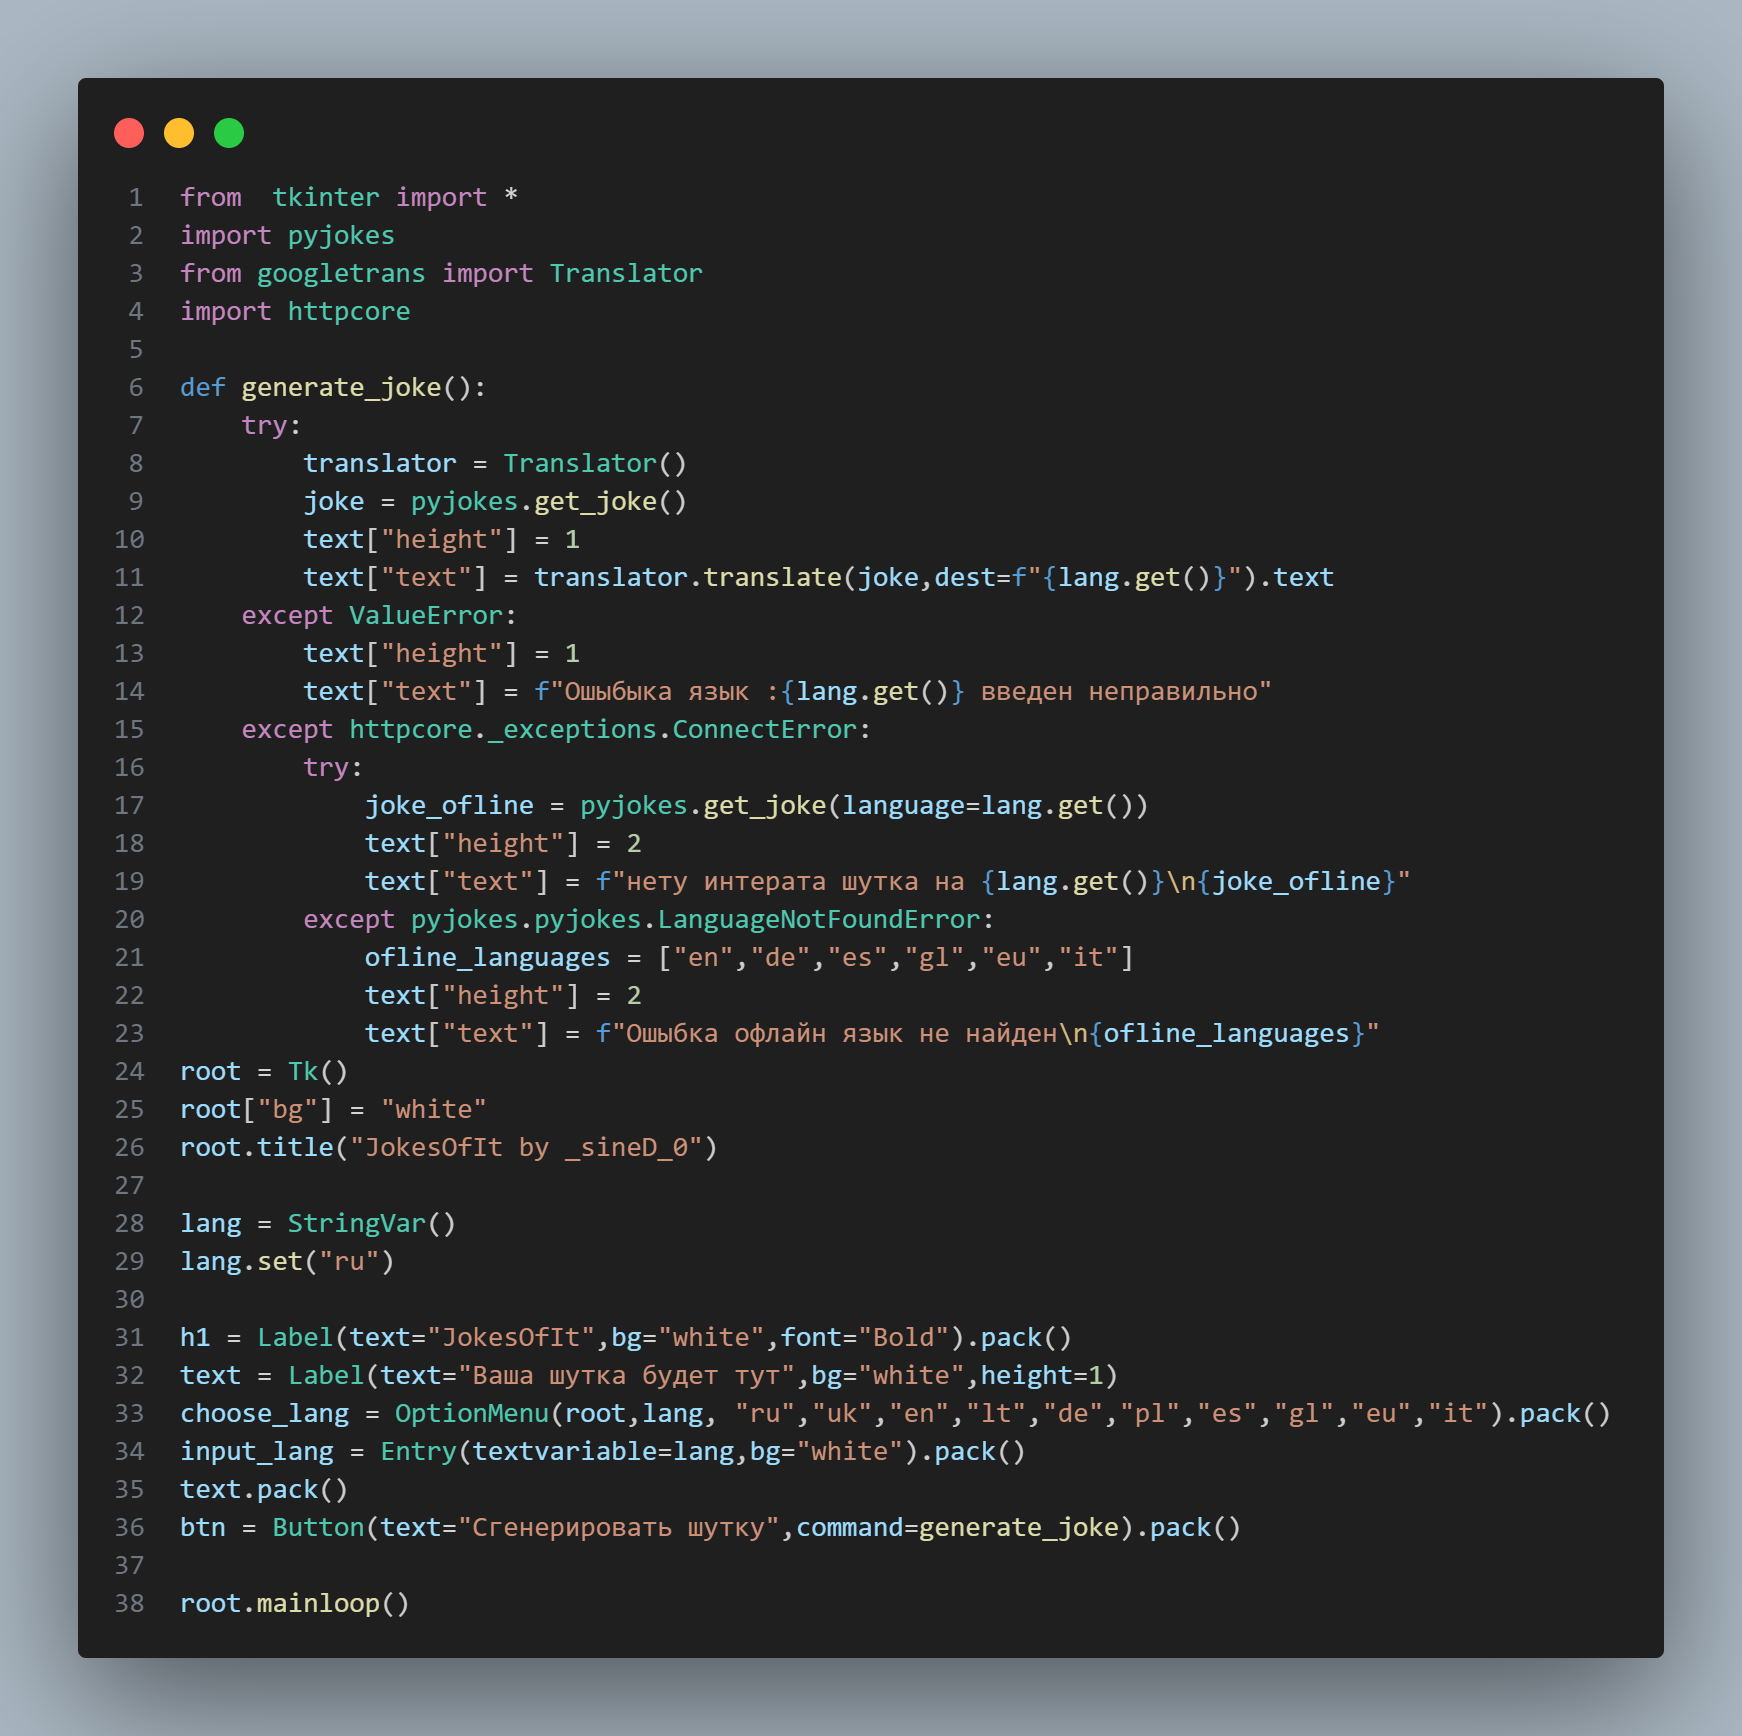 1 from  tkinter import *
2 import pyjokes
3 from googletrans import Translator
4 import httpcore
5
6 def generate_joke():
7     try:
8         translator = Translator()
9         joke = pyjokes.get_joke()
10         text["height"] = 1
11         text["text"] = translator.translate(joke,dest=f"{lang.get()}").text
12     except ValueError:
13         text["height"] = 1
14         text["text"] = f"Ошыбыка язык :{lang.get()} введен неправильно"
15     except httpcore._exceptions.ConnectError:
16         try:
17             joke_ofline = pyjokes.get_joke(language=lang.get())
18             text["height"] = 2
19             text["text"] = f"нету интерата шутка на {lang.get()}\n{joke_ofline}"
20         except pyjokes.pyjokes.LanguageNotFoundError:
21             ofline_languages = ["en","de","es","gl","eu","it"]
22             text["height"] = 2
23             text["text"] = f"Ошыбка офлайн язык не найден\n{ofline_languages}"
24 root = Tk()
25 root["bg"] = "white"
26 root.title("JokesOfIt by _sineD_0")
27
28 lang = StringVar()
29 lang.set("ru")
30
31 h1 = Label(text="JokesOfIt",bg="white",font="Bold").pack()
32 text = Label(text="Ваша шутка будет тут",bg="white",height=1)
33 choose_lang = OptionMenu(root,lang, "ru","uk","en","lt","de","pl","es","gl","eu","it").pack()
34 input_lang = Entry(textvariable=lang,bg="white").pack()
35 text.pack()
36 btn = Button(text="Сгенерировать шутку",command=generate_joke).pack()
37
38 root.mainloop()